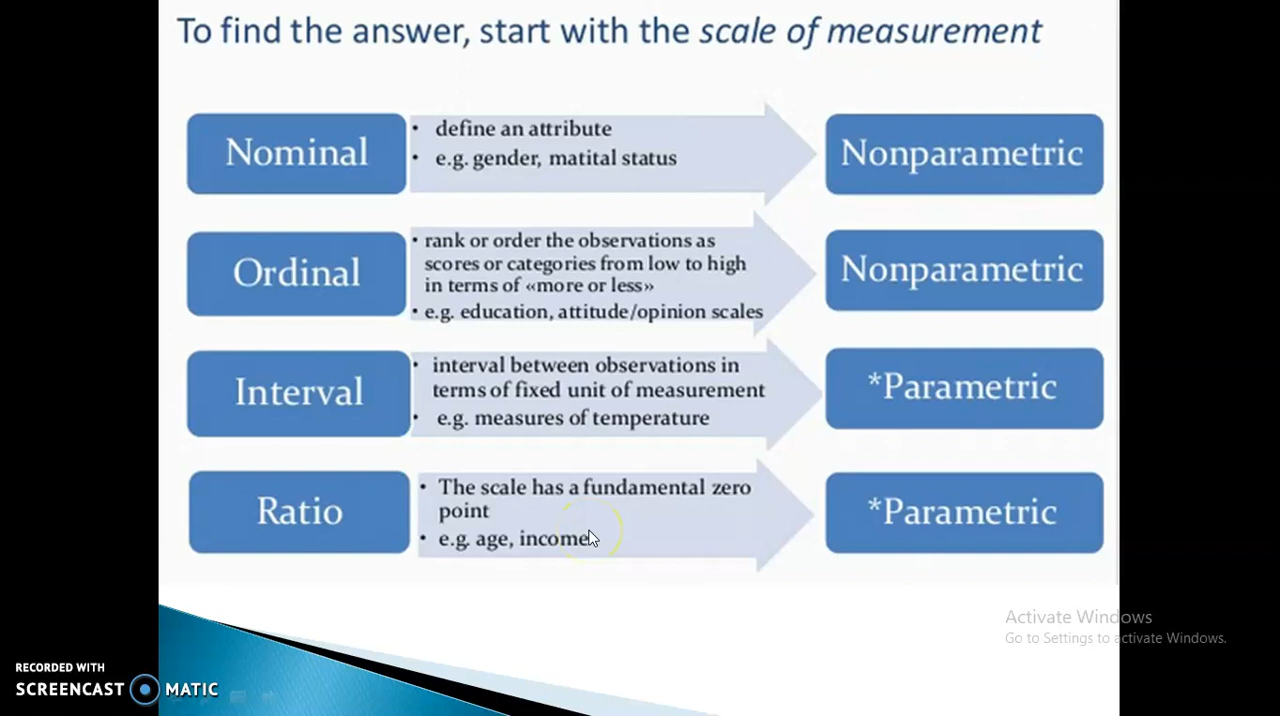 To find the answer, start with the scale of measurement
Nominal
• define an attribute
• e.g. gender, matital status
Nonparametric
Ordinal
• rank or order the observations as
scores or categories from low to high
in terms of «more or less»
• e.g. education, attitude/opinion scales
Nonparametric
Interval
• interval between observations in
terms of fixed unit of measurement
• e.g. measures of temperature
*Parametric
Ratio
• The scale has a fundamental zero
point
• e.g. age, income
*Parametric
Activate Windows
Go to Settings to activate Windows.
RECORDED WITH
SCREENCAST MATIC